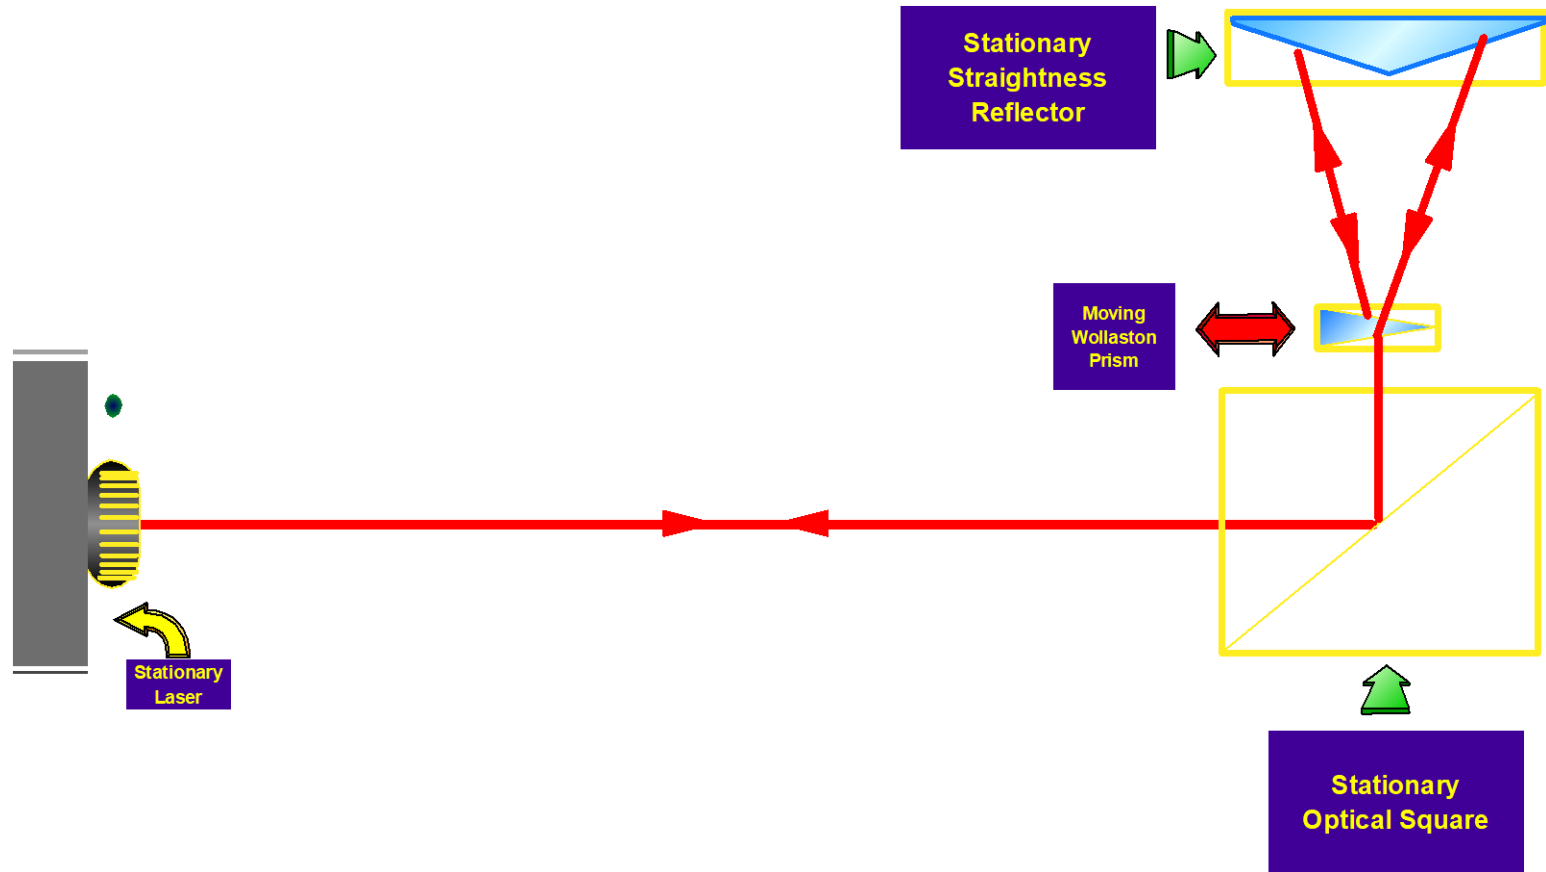 Stationary
Straightness
Reflector
Moving
Wollaston
Prism
Stationary
Laser
Stationary
Optical Square